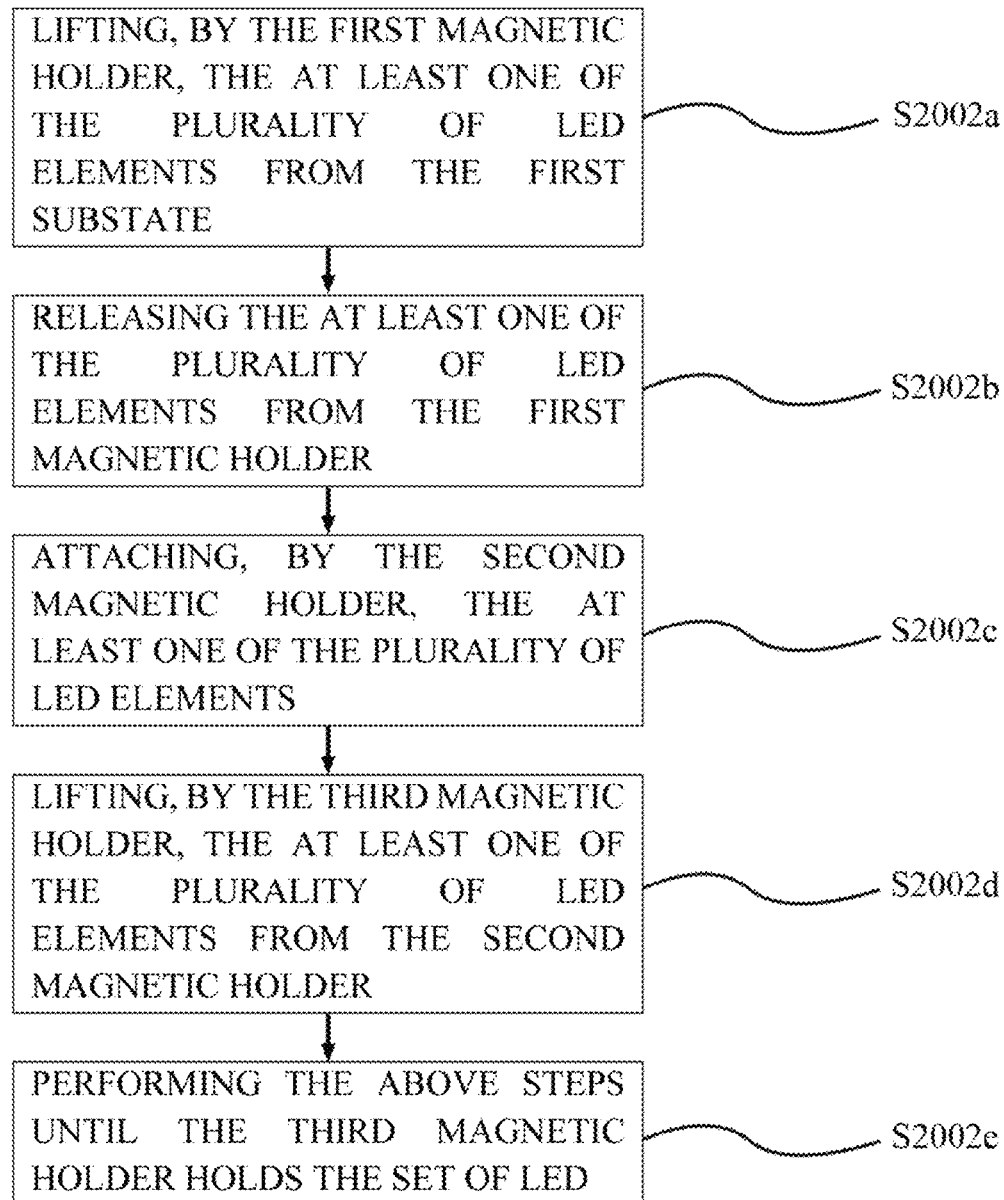 LIFTING, BY THE FIRST MAGNETIC
HOLDER, THE AT LEAST ONE OF
THE PLURALITY OF LED
ELEMENTS FROM THE FIRST
SUBSTATE
S2002a
RELEASING THE AT LEAST ONE OF
THE PLURALITY OF LED
ELEMENTS FROM THE FIRST
MAGNETIC HOLDER
S2002b
ATTACHING, BY THE SECOND
MAGNETIC HOLDER, THE AT
LEAST ONE OF THE PLURALITY OF
LED ELEMENTS
S2002c
LIFTING, BY THE THIRD MAGNETIC
HOLDER, THE AT LEAST ONE OF
THE PLURALITY OF LED
ELEMENTS FROM THE SECOND
MAGNETIC HOLDER
S2002d
PERFORMING THE ABOVE STEPS
UNTIL THE THIRD MAGNETIC
HOLDER HOLDS THE SET OF LED
S2002e